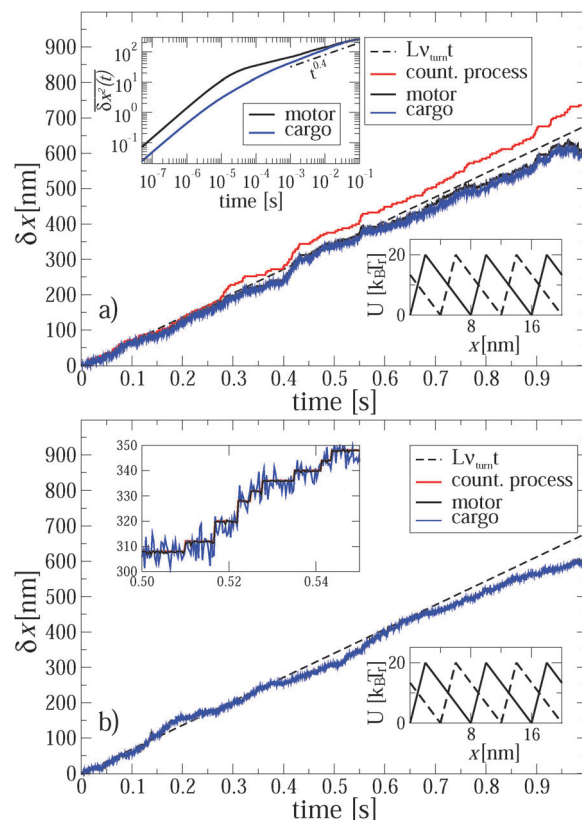 900
800
700
600
500
400
300
200
100
0
δx[nm]
10²
10¹
10⁰
10⁻¹
δx²(t)
10⁻⁷ 10⁻⁶ 10⁻⁵ 10⁻⁴ 10⁻³ 10⁻² 10⁻¹
time [s]
t^0.4
motor
cargo
Lν_turn t
count. process
motor
cargo
20
0
U [k_BT_r]
8 16
x[nm]
a)
0 0.1 0.2 0.3 0.4 0.5 0.6 0.7 0.8 0.9
time [s]
900
800
700
600
500
400
300
200
100
0
δx[nm]
350
340
330
320
310
300
0.50 0.52 0.54
Lν_turn t
count. process
motor
cargo
20
0
U [k_BT_r]
8 16
x[nm]
b)
0 0.1 0.2 0.3 0.4 0.5 0.6 0.7 0.8 0.9
time [s]